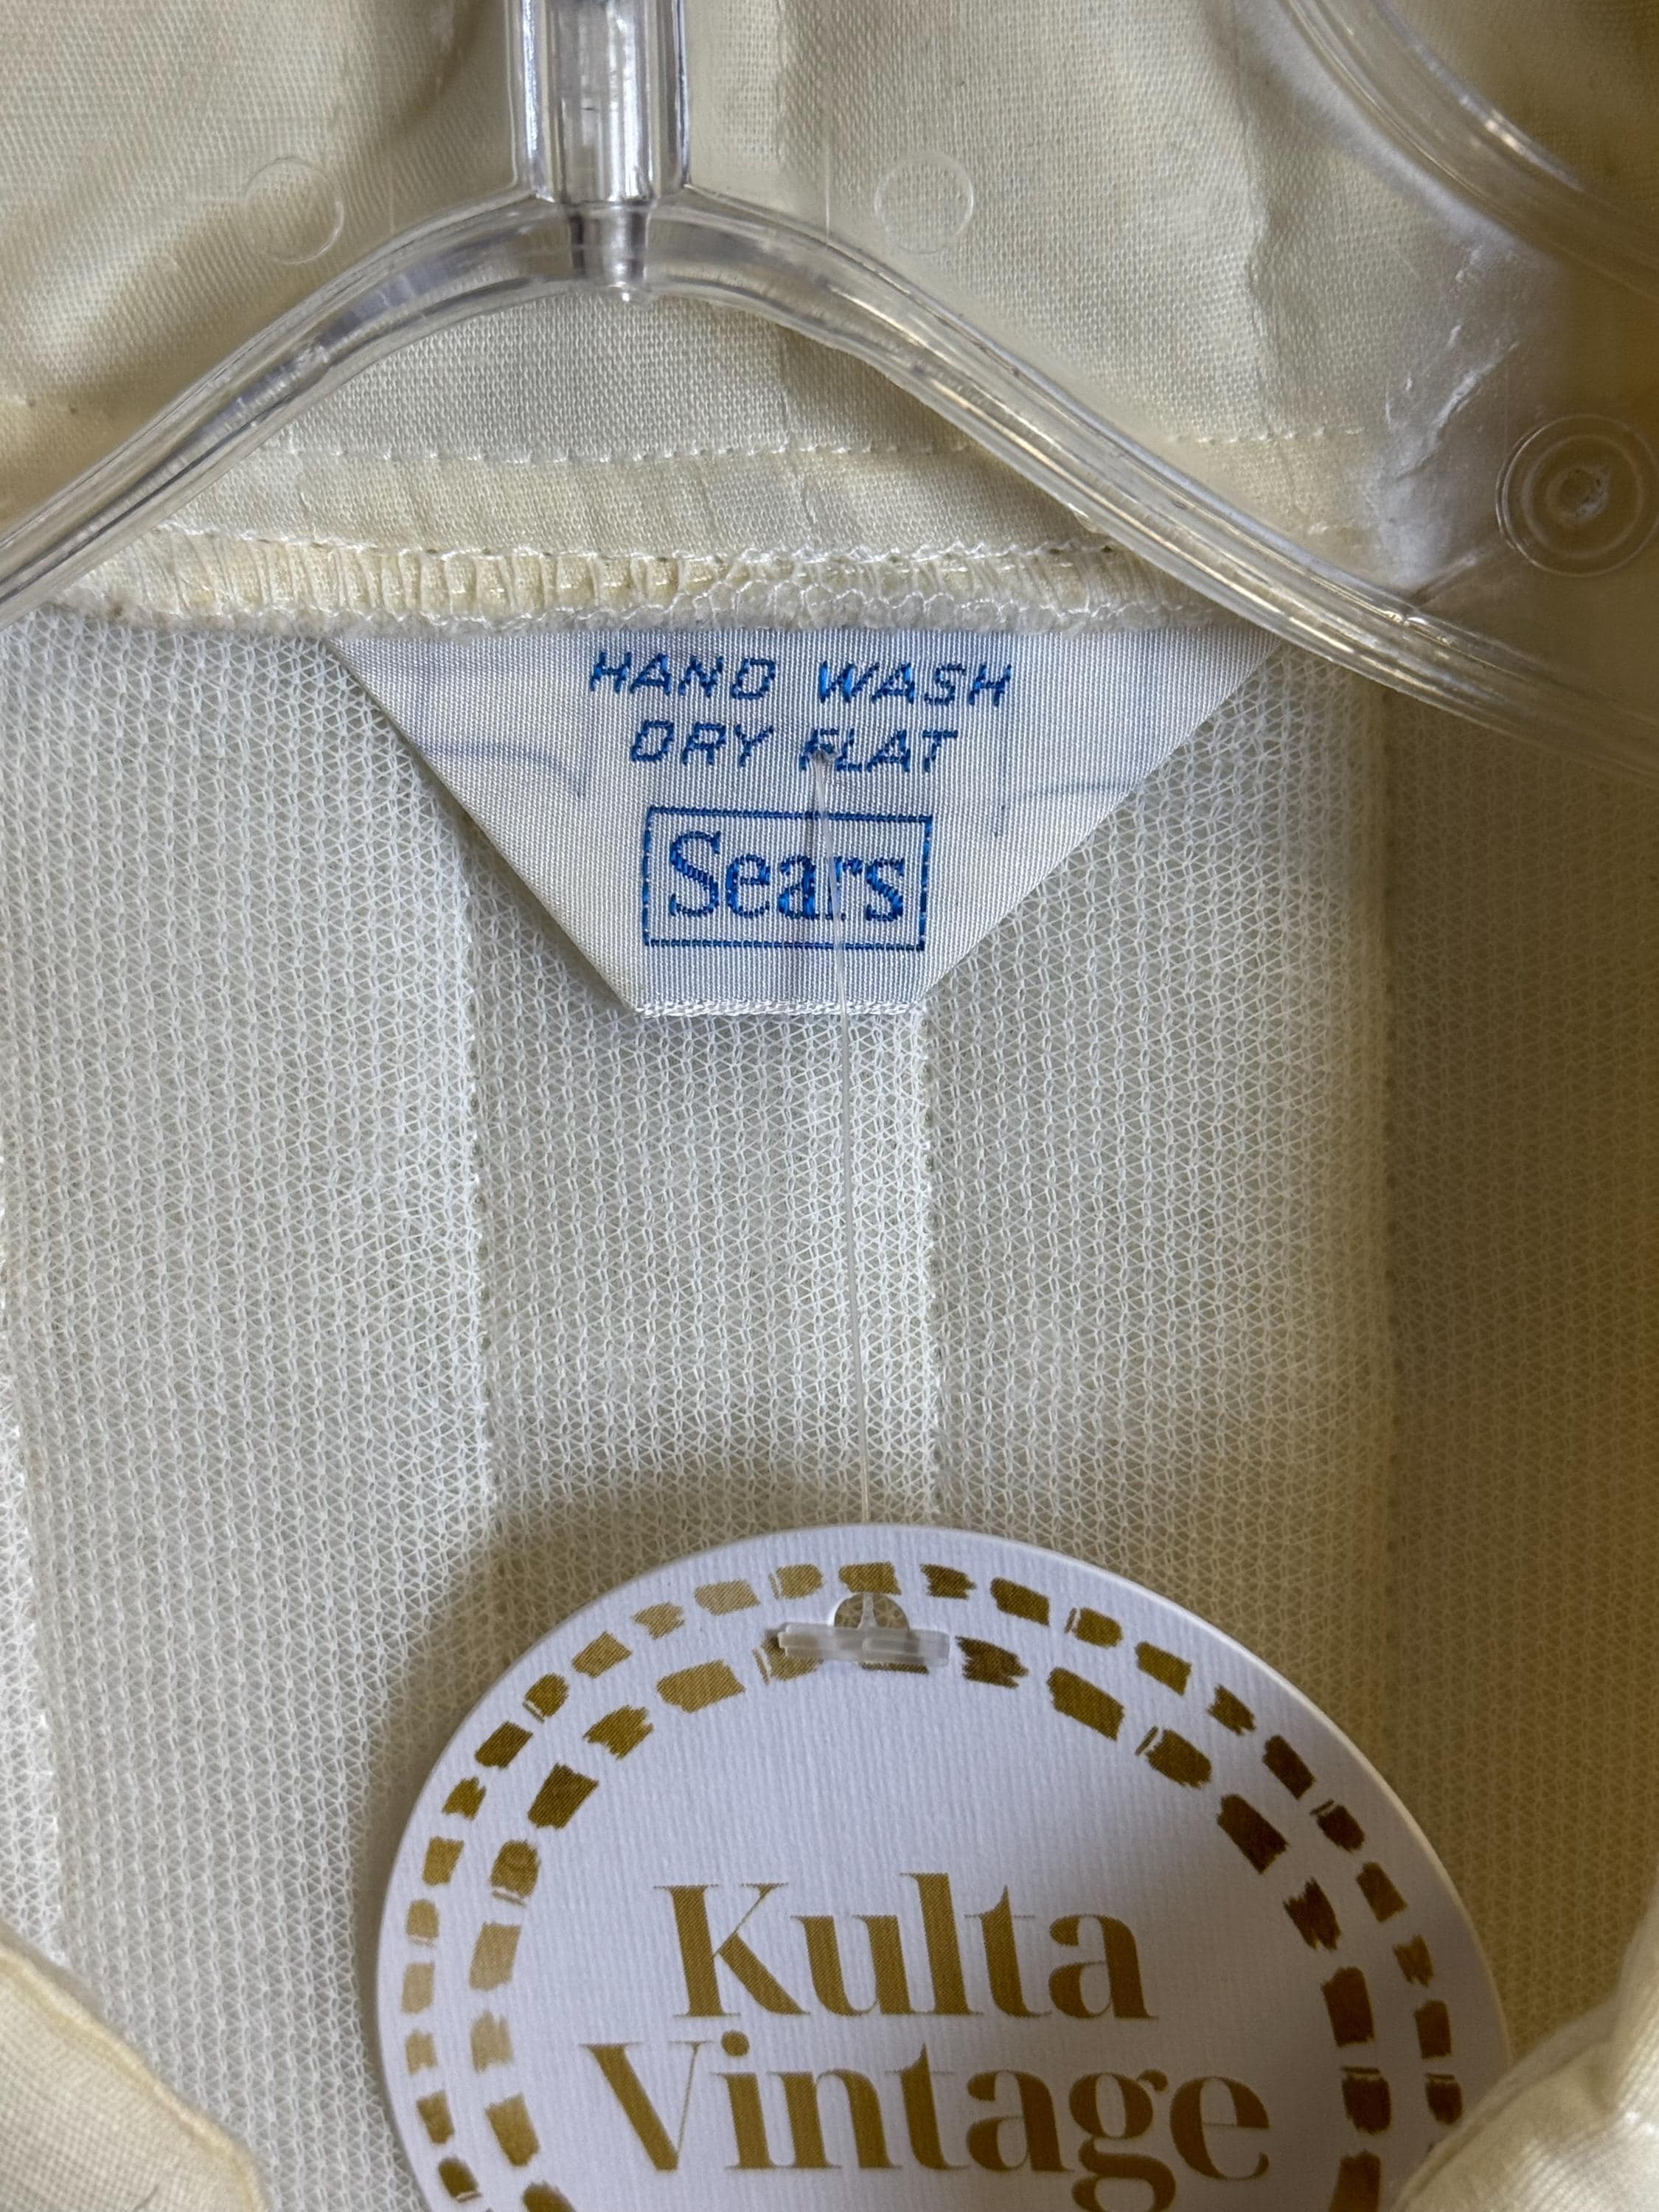 HAND WASH
DRY FLAT
Sears
Kulta
Vintage